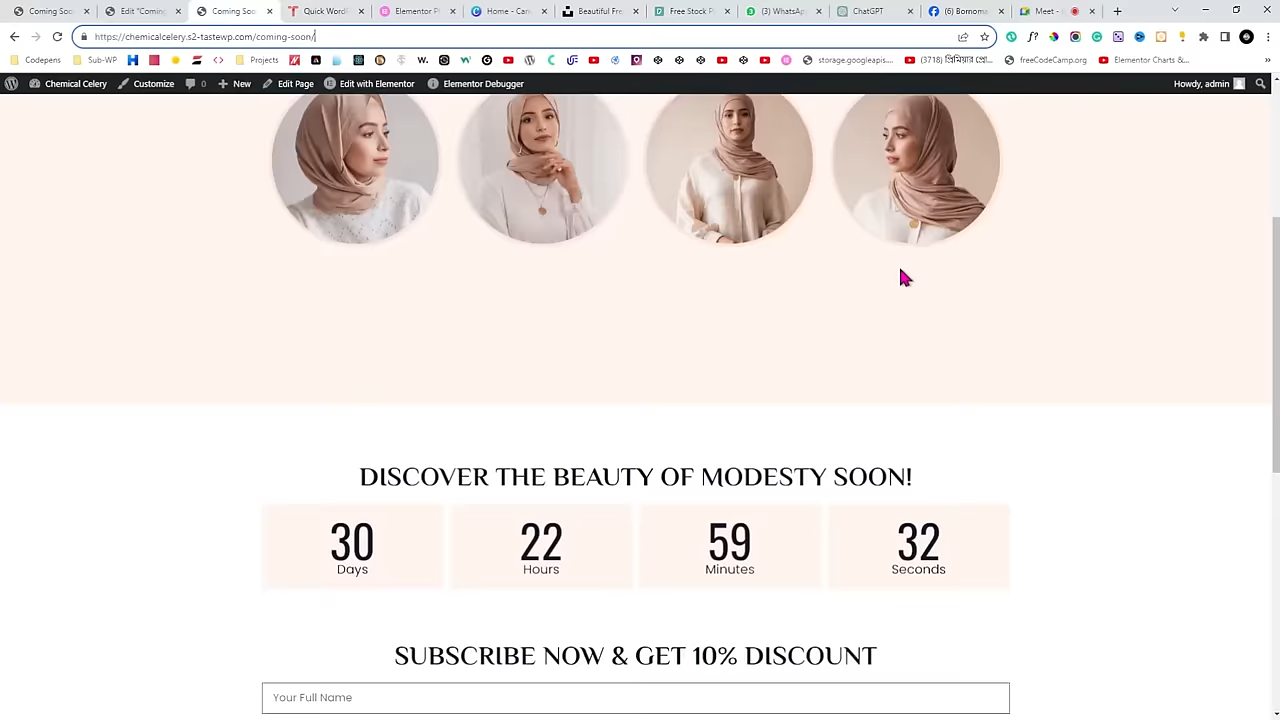 Coming Soo
Edit "Coming
Coming Soo
Quick WordP
Elementor Pl
Home - Can
Beautiful Fre
Free Stock P
(3) WhatsAp
ChatGPT
(6) Bomoma
Meet -
https://chemicalcelery.s2-tastewp.com/coming-soon/
Codepens
Sub-WP
Projects
storage.googleapis....
freeCodeCamp.org
Elementor Charts &...
Chemical Celery
Customize
0
New
Edit Page
Edit with Elementor
Elementor Debugger
Howdy, admin
DISCOVER THE BEAUTY OF MODESTY SOON!
30
22
59
32
Days
Hours
Minutes
Seconds
SUBSCRIBE NOW & GET 10% DISCOUNT
Your Full Name